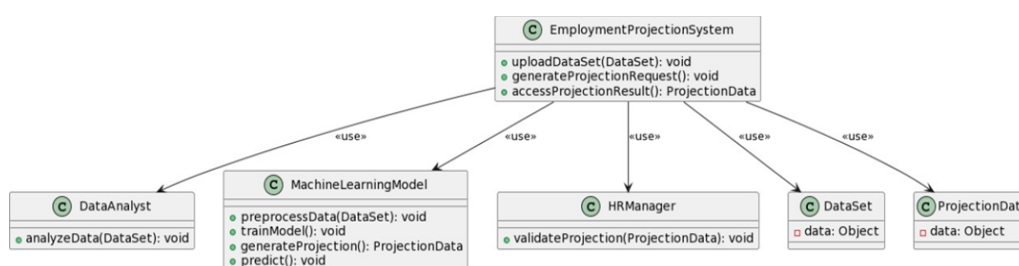 C EmploymentProjectionSystem
uploadDataSet(DataSet): void
generateProjectionRequest(): void
accessProjectionResult(): ProjectionData
«use» «use» «use» «use» «use»
C DataAnalyst
analyzeData(DataSet): void
C MachineLearningModel
preprocessData(DataSet): void
trainModel(): void
generateProjection(): ProjectionData
predict(): void
C HRManager
validateProjection(ProjectionData): void
C DataSet
data: Object
C ProjectionDat
data: Object